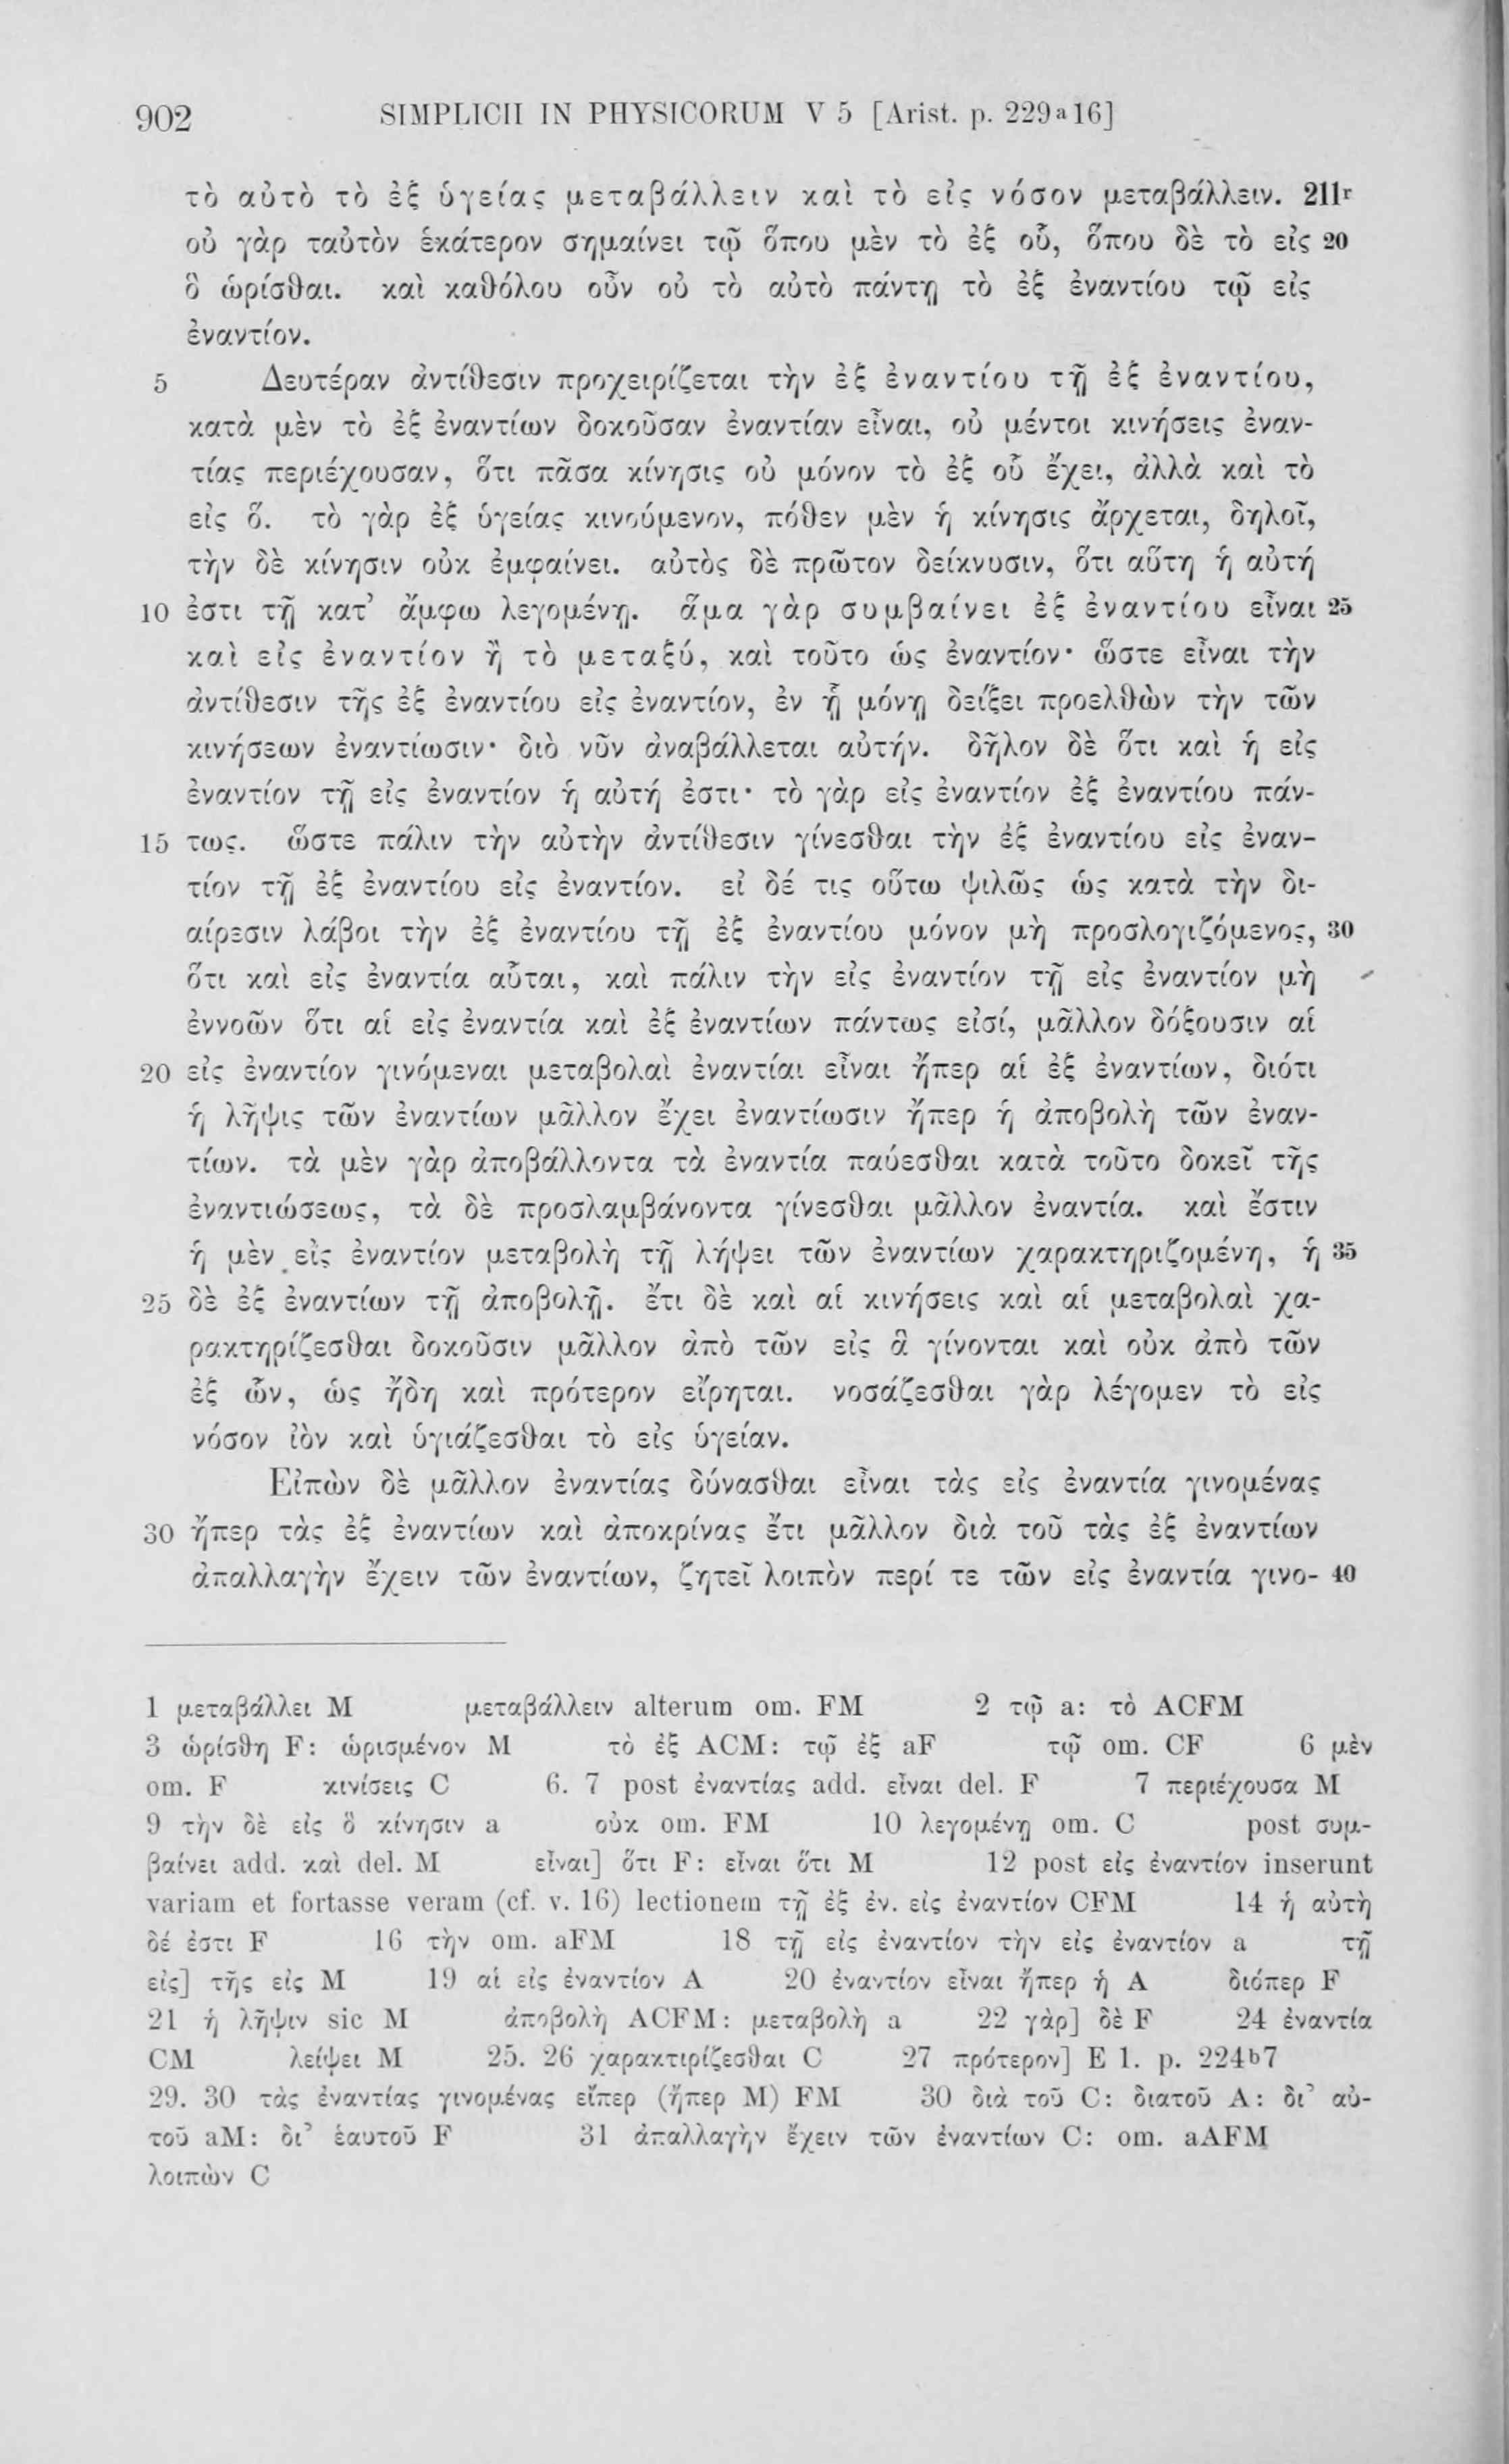 902 SIMPLICII IN PHYSICORUM V 5 [Arist. p. 229a16]
τὸ αὐτὸ τὸ ἐξ ὑγείας μεταβάλλειν καὶ τὸ εἰς νόσον μεταβάλλειν. 211r
οὐ γὰρ ταὐτὸν ἑκάτερον σημαίνει τῷ ὅπου μὲν τὸ ἐξ οὗ, ὅπου δὲ τὸ εἰς 20
ὃ ὡρίσθαι. καὶ καθόλου οὖν οὐ τὸ αὐτὸ πάντῃ τὸ ἐξ ἐναντίου τῷ εἰς
ἐναντίον.
5 Δευτέραν ἀντίθεσιν προχειρίζεται τὴν ἐξ ἐναντίου τῇ ἐξ ἐναντίου,
κατὰ μὲν τὸ ἐξ ἐναντίων δοκοῦσαν ἐναντίαν εἶναι, οὐ μέντοι κινήσεις ἐναν-
τίας περιέχουσαν, ὅτι πᾶσα κίνησις οὐ μόνον τὸ ἐξ οὗ ἔχει, ἀλλὰ καὶ τὸ
εἰς ὅ. τὸ γὰρ ἐξ ὑγείας κινούμενον, πόθεν μὲν ἡ κίνησις ἄρχεται, δηλοῖ,
τὴν δὲ κίνησιν οὐκ ἐμφαίνει. αὐτὸς δὲ πρῶτον δείκνυσιν, ὅτι αὕτη ἡ αὐτή
10 ἐστι τῇ κατ' ἄμφω λεγομένῃ. ἅμα γὰρ συμβαίνει ἐξ ἐναντίου εἶναι 25
καὶ εἰς ἐναντίον ἢ τὸ μεταξύ, καὶ τοῦτο ὡς ἐναντίον· ὥστε εἶναι τὴν
ἀντίθεσιν τῆς ἐξ ἐναντίου εἰς ἐναντίον, ἐν ᾗ μόνῃ δείξει προελθὼν τὴν τῶν
κινήσεων ἐναντίωσιν· διὸ νῦν ἀναβάλλεται αὐτήν. δῆλον δὲ ὅτι καὶ ἡ εἰς
ἐναντίον τῇ εἰς ἐναντίον ἡ αὐτή ἐστι· τὸ γὰρ εἰς ἐναντίον ἐξ ἐναντίου πάν-
15 τως. ὥστε πάλιν τὴν αὐτὴν ἀντίθεσιν γίνεσθαι τὴν ἐξ ἐναντίου εἰς ἐναν-
τίον τῇ ἐξ ἐναντίου εἰς ἐναντίον. εἰ δέ τις οὕτω ψιλῶς ὡς κατὰ τὴν δι-
αίρεσιν λάβοι τὴν ἐξ ἐναντίου τῇ ἐξ ἐναντίου μόνον μὴ προσλογιζόμενος, 30
ὅτι καὶ εἰς ἐναντία αὗται, καὶ πάλιν τὴν εἰς ἐναντίον τῇ εἰς ἐναντίον μὴ
ἐννοῶν ὅτι αἱ εἰς ἐναντία καὶ ἐξ ἐναντίων πάντως εἰσί, μᾶλλον δόξουσιν αἱ
20 εἰς ἐναντίον γινόμεναι μεταβολαὶ ἐναντίαι εἶναι ἤπερ αἱ ἐξ ἐναντίων, διότι
ἡ λῆψις τῶν ἐναντίων μᾶλλον ἔχει ἐναντίωσιν ἤπερ ἡ ἀποβολὴ τῶν ἐναν-
τίων. τὰ μὲν γὰρ ἀποβάλλοντα τὰ ἐναντία παύεσθαι κατὰ τοῦτο δοκεῖ τῆς
ἐναντιώσεως, τὰ δὲ προσλαμβάνοντα γίνεσθαι μᾶλλον ἐναντία. καὶ ἔστιν
ἡ μὲν εἰς ἐναντίον μεταβολὴ τῇ λήψει τῶν ἐναντίων χαρακτηριζομένη, ἡ 35
25 δὲ ἐξ ἐναντίων τῇ ἀποβολῇ. ἔτι δὲ καὶ αἱ κινήσεις καὶ αἱ μεταβολαὶ χα-
ρακτηρίζεσθαι δοκοῦσιν μᾶλλον ἀπὸ τῶν εἰς ἃ γίνονται καὶ οὐκ ἀπὸ τῶν
ἐξ ὧν, ὡς ἤδη καὶ πρότερον εἴρηται. νοσάζεσθαι γὰρ λέγομεν τὸ εἰς
νόσον ἰὸν καὶ ὑγιάζεσθαι τὸ εἰς ὑγείαν.
Εἰπὼν δὲ μᾶλλον ἐναντίας δύνασθαι εἶναι τὰς εἰς ἐναντία γινομένας
30 ἤπερ τὰς ἐξ ἐναντίων καὶ ἀποκρίνας ἔτι μᾶλλον διὰ τοῦ τὰς ἐξ ἐναντίων
ἀπαλλαγὴν ἔχειν τῶν ἐναντίων, ζητεῖ λοιπὸν περί τε τῶν εἰς ἐναντία γινο- 40
1 μεταβάλλει M μεταβάλλειν alterum om. FM 2 τῷ a: τὸ ACFM
3 ὡρίσθη F: ὡρισμένον M τὸ ἐξ ACM: τῷ ἐξ aF τῷ om. CF 6 μὲν
om. F κινίσεις C 6. 7 post ἐναντίας add. εἶναι del. F 7 περιέχουσα M
9 τὴν δὲ εἰς ὃ κίνησιν a οὐκ om. FM 10 λεγομένῃ om. C post συμ-
βαίνει add. καὶ del. M εἶναι] ὅτι F: εἶναι ὅτι M 12 post εἰς ἐναντίον inserunt
variam et fortasse veram (cf. v. 16) lectionem τῇ ἐξ ἐν. εἰς ἐναντίον CFM 14 ἡ αὐτὴ
δέ ἐστι F 16 τὴν om. aFM 18 τῇ εἰς ἐναντίον τὴν εἰς ἐναντίον a τῇ
εἰς] τῆς εἰς M 19 αἱ εἰς ἐναντίον A 20 ἐναντίον εἶναι ἤπερ ἡ A διόπερ F
21 ἡ λῆψιν sic M ἀποβολὴ ACFM: μεταβολὴ a 22 γὰρ] δὲ F 24 ἐναντία
CM λείψει M 25. 26 χαρακτιρίζεσθαι C 27 πρότερον] E 1. p. 224b7
29. 30 τὰς ἐναντίας γινομένας εἴπερ (ἤπερ M) FM 30 διὰ τοῦ C: διατοῦ A: δι' αὐ-
τοῦ aM: δι' ἑαυτοῦ F 31 ἀπαλλαγὴν ἔχειν τῶν ἐναντίων C: om. aAFM
λοιπὼν C